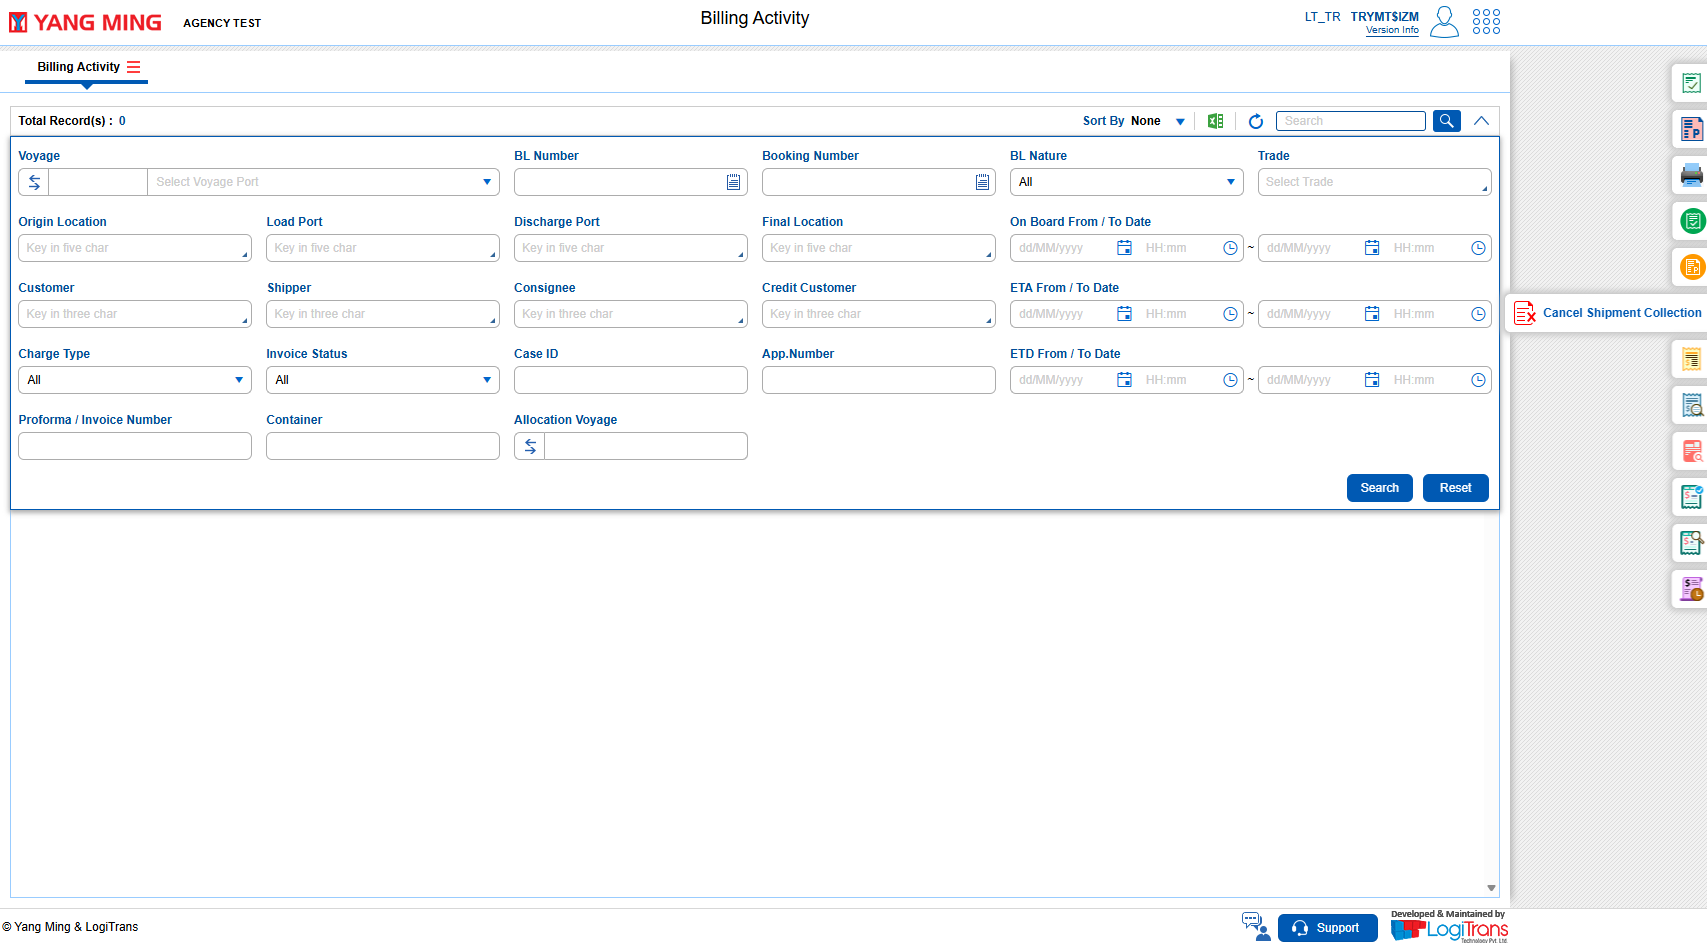 YANG MING AGENCY TEST
Billing Activity
LT_TR TRYMT$IZM
Version Info
Billing Activity
Total Record(s) : 0
Sort By None
Search
Voyage BL Number Booking Number BL Nature Trade
Select Voyage Port All Select Trade
Origin Location Load Port Discharge Port Final Location On Board From / To Date
Key in five char Key in five char Key in five char Key in five char dd/MM/yyyy HH:mm ~ dd/MM/yyyy HH:mm
Customer Shipper Consignee Credit Customer ETA From / To Date
Key in three char Key in three char Key in three char Key in three char dd/MM/yyyy HH:mm ~ dd/MM/yyyy HH:mm
Cancel Shipment Collection
Charge Type Invoice Status Case ID App.Number ETD From / To Date
All All dd/MM/yyyy HH:mm ~ dd/MM/yyyy HH:mm
Proforma / Invoice Number Container Allocation Voyage
Search Reset
© Yang Ming & LogiTrans
Support
Developed & Maintained by
LogiTrans
Technology Pvt. Ltd.